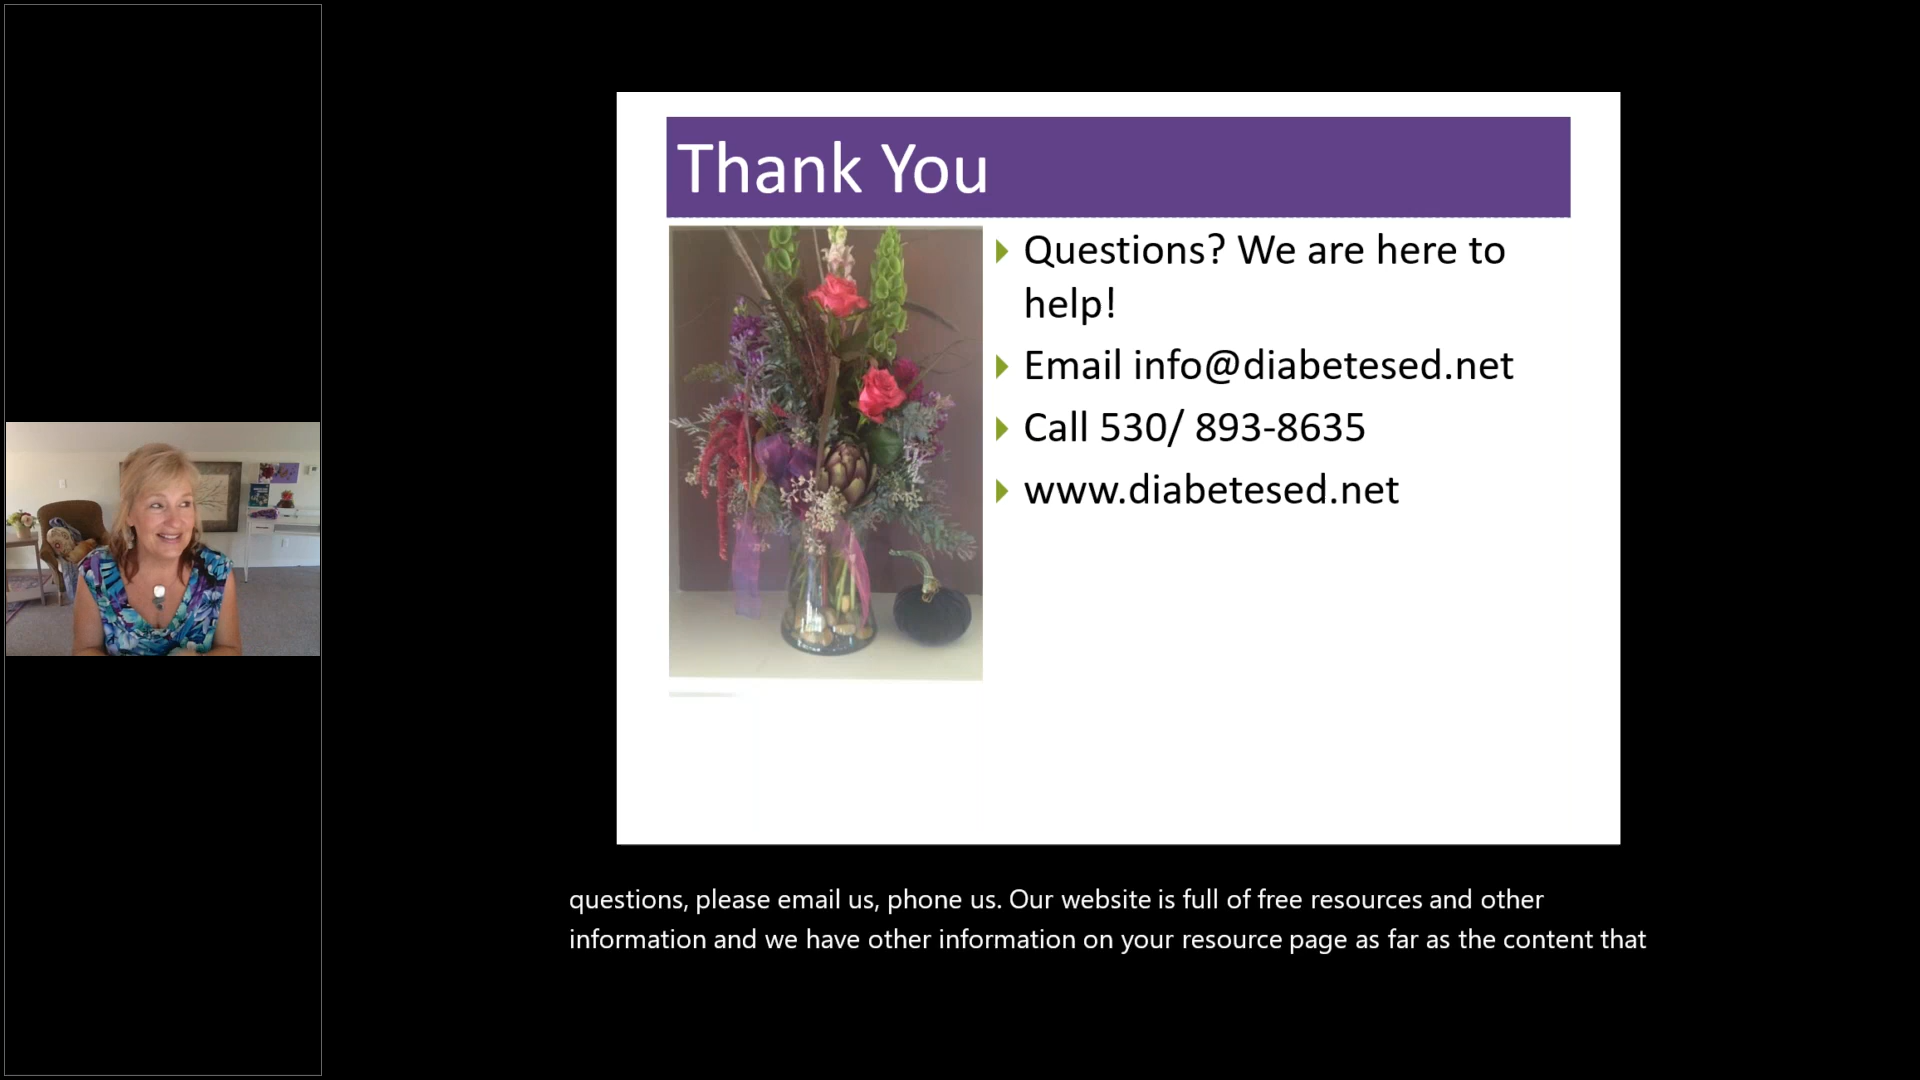 Thank You
Questions? We are here to
help!
Email info@diabetesed.net
Call 530/ 893-8635
www.diabetesed.net
questions, please email us, phone us. Our website is full of free resources and other
information and we have other information on your resource page as far as the content that